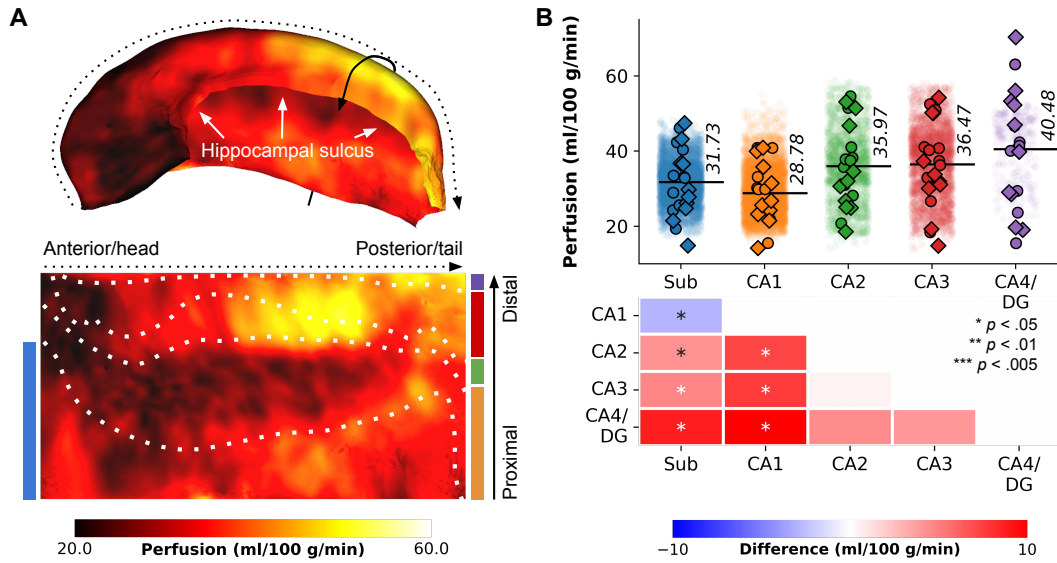 A
Hippocampal sulcus
Anterior/head
Posterior/tail
Distal
Proximal
20.0
Perfusion (ml/100 g/min)
60.0
B
Perfusion (ml/100 g/min)
60
40
20
31.73
28.78
35.97
36.47
40.48
Sub
CA1
CA2
CA3
CA4/
DG
* p < .05
** p < .01
*** p < .005
CA1
*
CA2
* *
CA3
* *
CA4/
DG
* *
Sub
CA1
CA2
CA3
CA4/
DG
−10
Difference (ml/100 g/min)
10